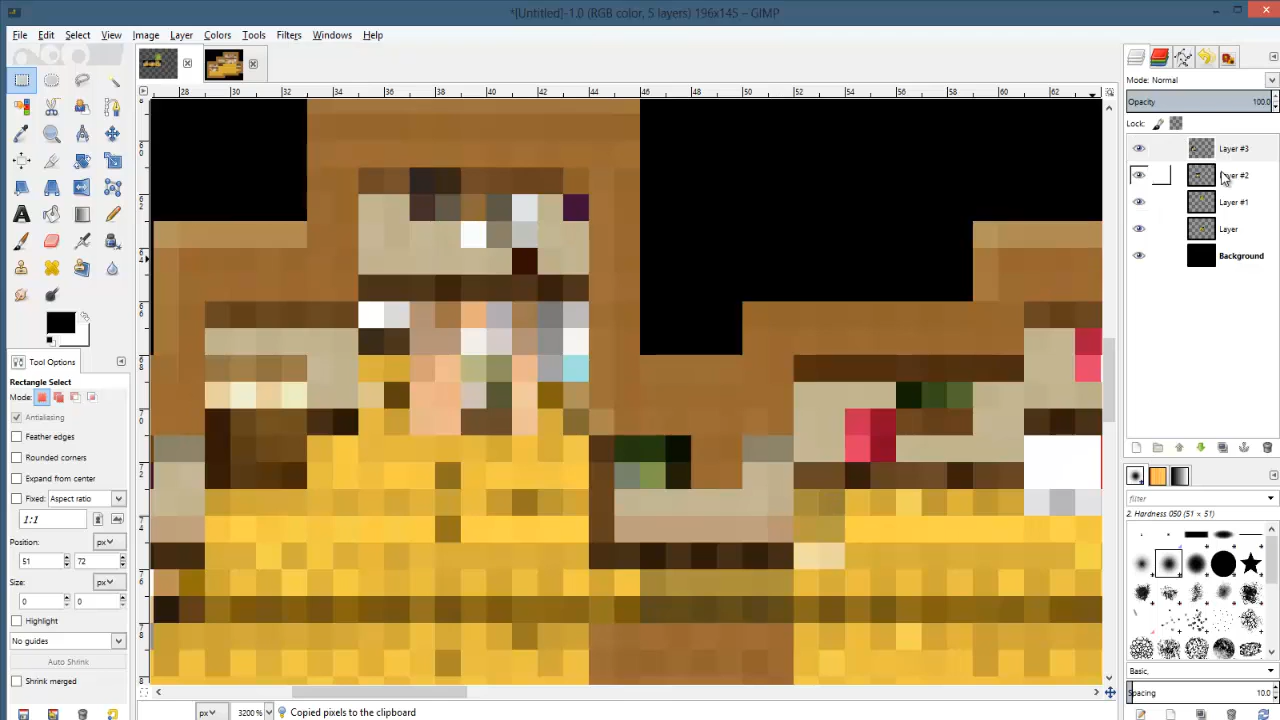 *[Untitled]-1.0 (RGB color, 5 layers) 196x145 – GIMP
File Edit Select View Image Layer Colors Tools Filters Windows Help
28 30 32 34 36 38 40 42 44 46 48 50 52 54 56 58 60 62
Mode: Normal
Opacity 100.0
Lock:
Layer #3
Layer #2
Layer #1
Layer
Background
Tool Options
Rectangle Select
Mode:
Antialiasing
Feather edges
Rounded corners
Expand from center
Fixed: Aspect ratio
1:1
Position: px
51 72
Size: px
0 0
Highlight
No guides
Auto Shrink
Shrink merged
filter
2. Hardness 050 (51 × 51)
Basic,
Spacing 10.0
px 3200 % Copied pixels to the clipboard